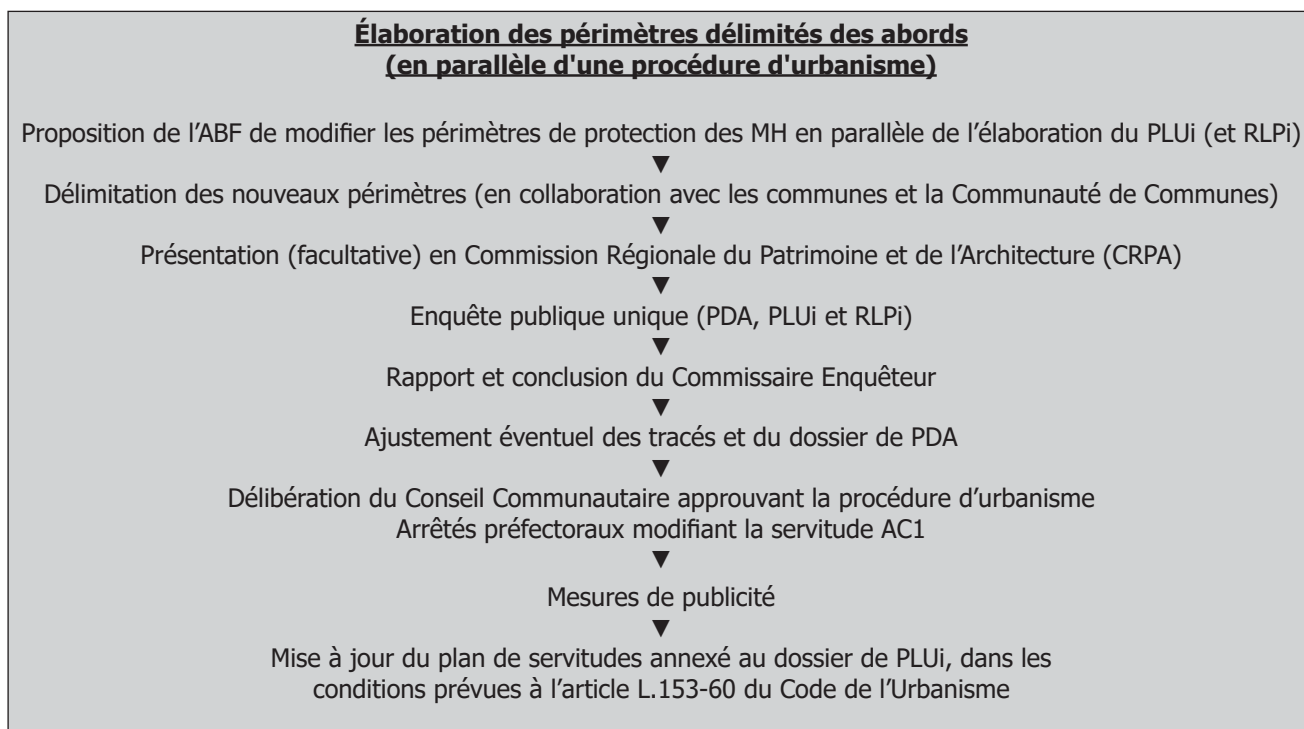 Élaboration des périmètres délimités des abords
(en parallèle d'une procédure d'urbanisme)
Proposition de l’ABF de modifier les périmètres de protection des MH en parallèle de l’élaboration du PLUi (et RLPi)
▼
Délimitation des nouveaux périmètres (en collaboration avec les communes et la Communauté de Communes)
▼
Présentation (facultative) en Commission Régionale du Patrimoine et de l’Architecture (CRPA)
▼
Enquête publique unique (PDA, PLUi et RLPi)
▼
Rapport et conclusion du Commissaire Enquêteur
▼
Ajustement éventuel des tracés et du dossier de PDA
▼
Délibération du Conseil Communautaire approuvant la procédure d’urbanisme
Arrêtés préfectoraux modifiant la servitude AC1
▼
Mesures de publicité
▼
Mise à jour du plan de servitudes annexé au dossier de PLUi, dans les
conditions prévues à l’article L.153-60 du Code de l’Urbanisme